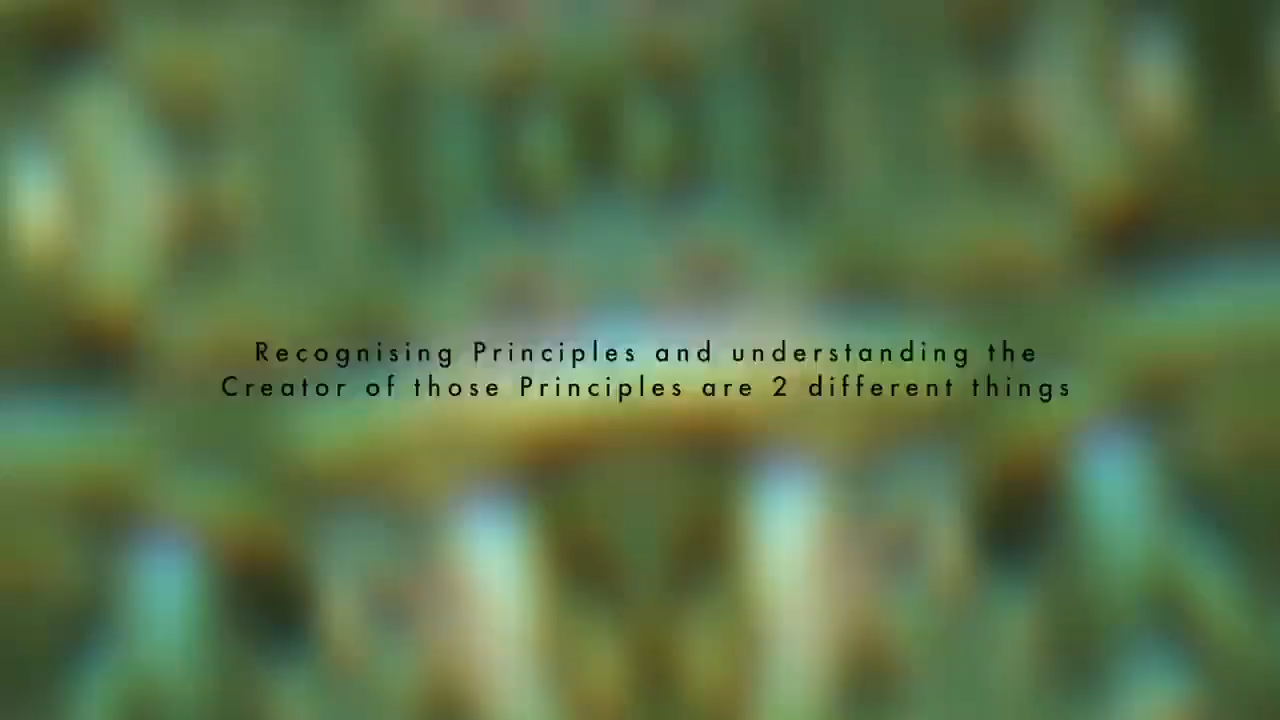 Recognising Principles and understanding the
Creator of those Principles are 2 different things